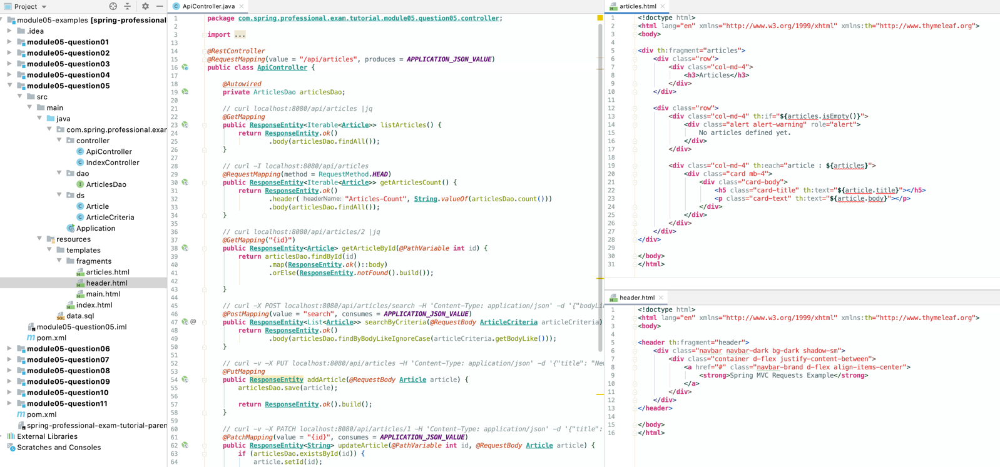 Project
module05-examples [spring-professional
.idea
module05-question01
module05-question02
module05-question03
module05-question04
module05-question05
src
main
java
com.spring.professional.exar
controller
ApiController
IndexController
dao
ArticlesDao
ds
Article
ArticleCriteria
Application
resources
templates
fragments
articles.html
header.html
main.html
index.html
data.sql
module05-question05.iml
pom.xml
module05-question06
module05-question07
module05-question08
module05-question09
module05-question10
module05-question11
pom.xml
spring-professional-exam-tutorial-paren
External Libraries
Scratches and Consoles
ApiController.java
1 package com.spring.professional.exam.tutorial.module05.question05.controller;
2
3 import ...
13
14 @RestController
15 @RequestMapping(value = "/api/articles", produces = APPLICATION_JSON_VALUE)
16 public class ApiController {
17
18 @Autowired
19 private ArticlesDao articlesDao;
20
21 // curl localhost:8080/api/articles |jq
22 @GetMapping
23 public ResponseEntity<Iterable<Article>> listArticles() {
24 return ResponseEntity.ok()
25 .body(articlesDao.findAll());
26 }
27
28 // curl -I localhost:8080/api/articles
29 @RequestMapping(method = RequestMethod.HEAD)
30 public ResponseEntity<Iterable<Article>> getArticlesCount() {
31 return ResponseEntity.ok()
32 .header( headerName: "Articles-Count", String.valueOf(articlesDao.count()))
33 .body(articlesDao.findAll());
34 }
35
36 // curl localhost:8080/api/articles/2 |jq
37 @GetMapping("{id}")
38 public ResponseEntity<Article> getArticleById(@PathVariable int id) {
39 return articlesDao.findById(id)
40 .map(ResponseEntity.ok()::body)
41 .orElse(ResponseEntity.notFound().build());
42
43 }
44
45 // curl -X POST localhost:8080/api/articles/search -H 'Content-Type: application/json' -d '{"bodyLi
46 @PostMapping(value = "search", consumes = APPLICATION_JSON_VALUE)
47 @ public ResponseEntity<List<Article>> searchByCriteria(@RequestBody ArticleCriteria articleCriteria)
48 return ResponseEntity.ok()
49 .body(articlesDao.findByBodyLikeIgnoreCase(articleCriteria.getBodyLike()));
50 }
51
52 // curl -v -X PUT localhost:8080/api/articles -H 'Content-Type: application/json' -d '{"title": "Ne
53 @PutMapping
54 public ResponseEntity addArticle(@RequestBody Article article) {
55 articlesDao.save(article);
56
57 return ResponseEntity.ok().build();
58 }
59
60 // curl -v -X PATCH localhost:8080/api/articles/1 -H 'Content-Type: application/json' -d '{"title":
61 @PatchMapping(value = "{id}", consumes = APPLICATION_JSON_VALUE)
62 public ResponseEntity<String> updateArticle(@PathVariable int id, @RequestBody Article article) {
63 if (articlesDao.existsById(id)) {
64 article.setId(id);
articles.html
1 <!doctype html>
2 <html lang="en" xmlns="http://www.w3.org/1999/xhtml" xmlns:th="http://www.thymeleaf.org">
3 <body>
4
5 <div th:fragment="articles">
6 <div class="row">
7 <div class="col-md-4">
8 <h3>Articles</h3>
9 </div>
10 </div>
11
12 <div class="row">
13 <div class="col-md-4" th:if="${articles.isEmpty()}">
14 <div class="alert alert-warning" role="alert">
15 No articles defined yet.
16 </div>
17 </div>
18
19 <div class="col-md-4" th:each="article : ${articles}">
20 <div class="card mb-4">
21 <div class="card-body">
22 <h5 class="card-title" th:text="${article.title}"></h5>
23 <p class="card-text" th:text="${article.body}"></p>
24 </div>
25 </div>
26 </div>
27 </div>
28 </div>
29
30 </body>
31 </html>
header.html
1 <!doctype html>
2 <html lang="en" xmlns="http://www.w3.org/1999/xhtml" xmlns:th="http://www.thymeleaf.org">
3 <body>
4
5 <header th:fragment="header">
6 <div class="navbar navbar-dark bg-dark shadow-sm">
7 <div class="container d-flex justify-content-between">
8 <a href="#" class="navbar-brand d-flex align-items-center">
9 <strong>Spring MVC Requests Example</strong>
10 </a>
11 </div>
12 </div>
13 </header>
14
15 </body>
16 </html>